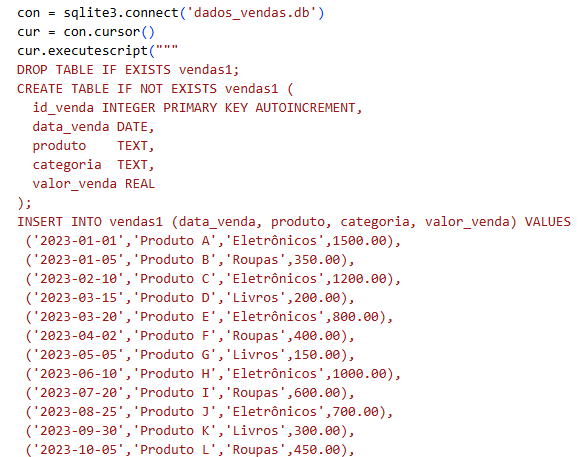 con = sqlite3.connect('dados_vendas.db')
cur = con.cursor()
cur.executescript("""
DROP TABLE IF EXISTS vendas1;
CREATE TABLE IF NOT EXISTS vendas1 (
  id_venda INTEGER PRIMARY KEY AUTOINCREMENT,
  data_venda DATE,
  produto    TEXT,
  categoria  TEXT,
  valor_venda REAL
);
INSERT INTO vendas1 (data_venda, produto, categoria, valor_venda) VALUES
 ('2023-01-01','Produto A','Eletrônicos',1500.00),
 ('2023-01-05','Produto B','Roupas',350.00),
 ('2023-02-10','Produto C','Eletrônicos',1200.00),
 ('2023-03-15','Produto D','Livros',200.00),
 ('2023-03-20','Produto E','Eletrônicos',800.00),
 ('2023-04-02','Produto F','Roupas',400.00),
 ('2023-05-05','Produto G','Livros',150.00),
 ('2023-06-10','Produto H','Eletrônicos',1000.00),
 ('2023-07-20','Produto I','Roupas',600.00),
 ('2023-08-25','Produto J','Eletrônicos',700.00),
 ('2023-09-30','Produto K','Livros',300.00),
 ('2023-10-05','Produto L','Roupas',450.00),